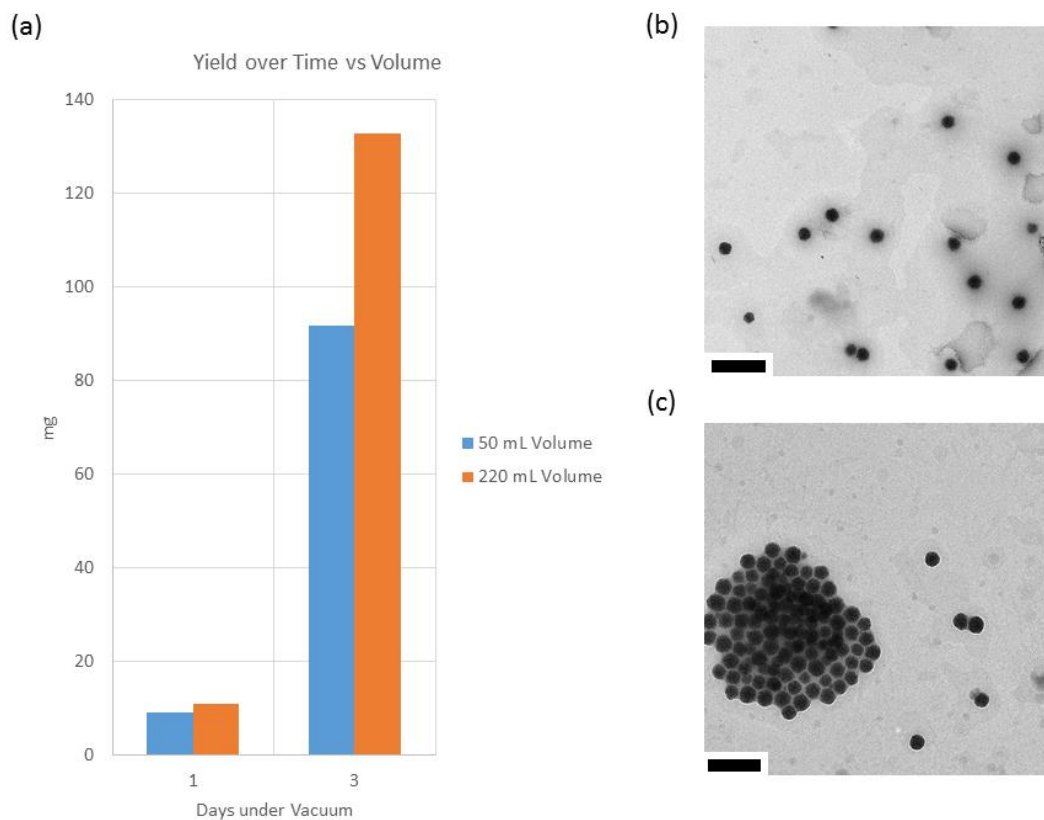 (a)
Yield over Time vs Volume
140
120
100
80
60
40
20
0
mg
1
3
Days under Vacuum
50 mL Volume
220 mL Volume
(b)
(c)